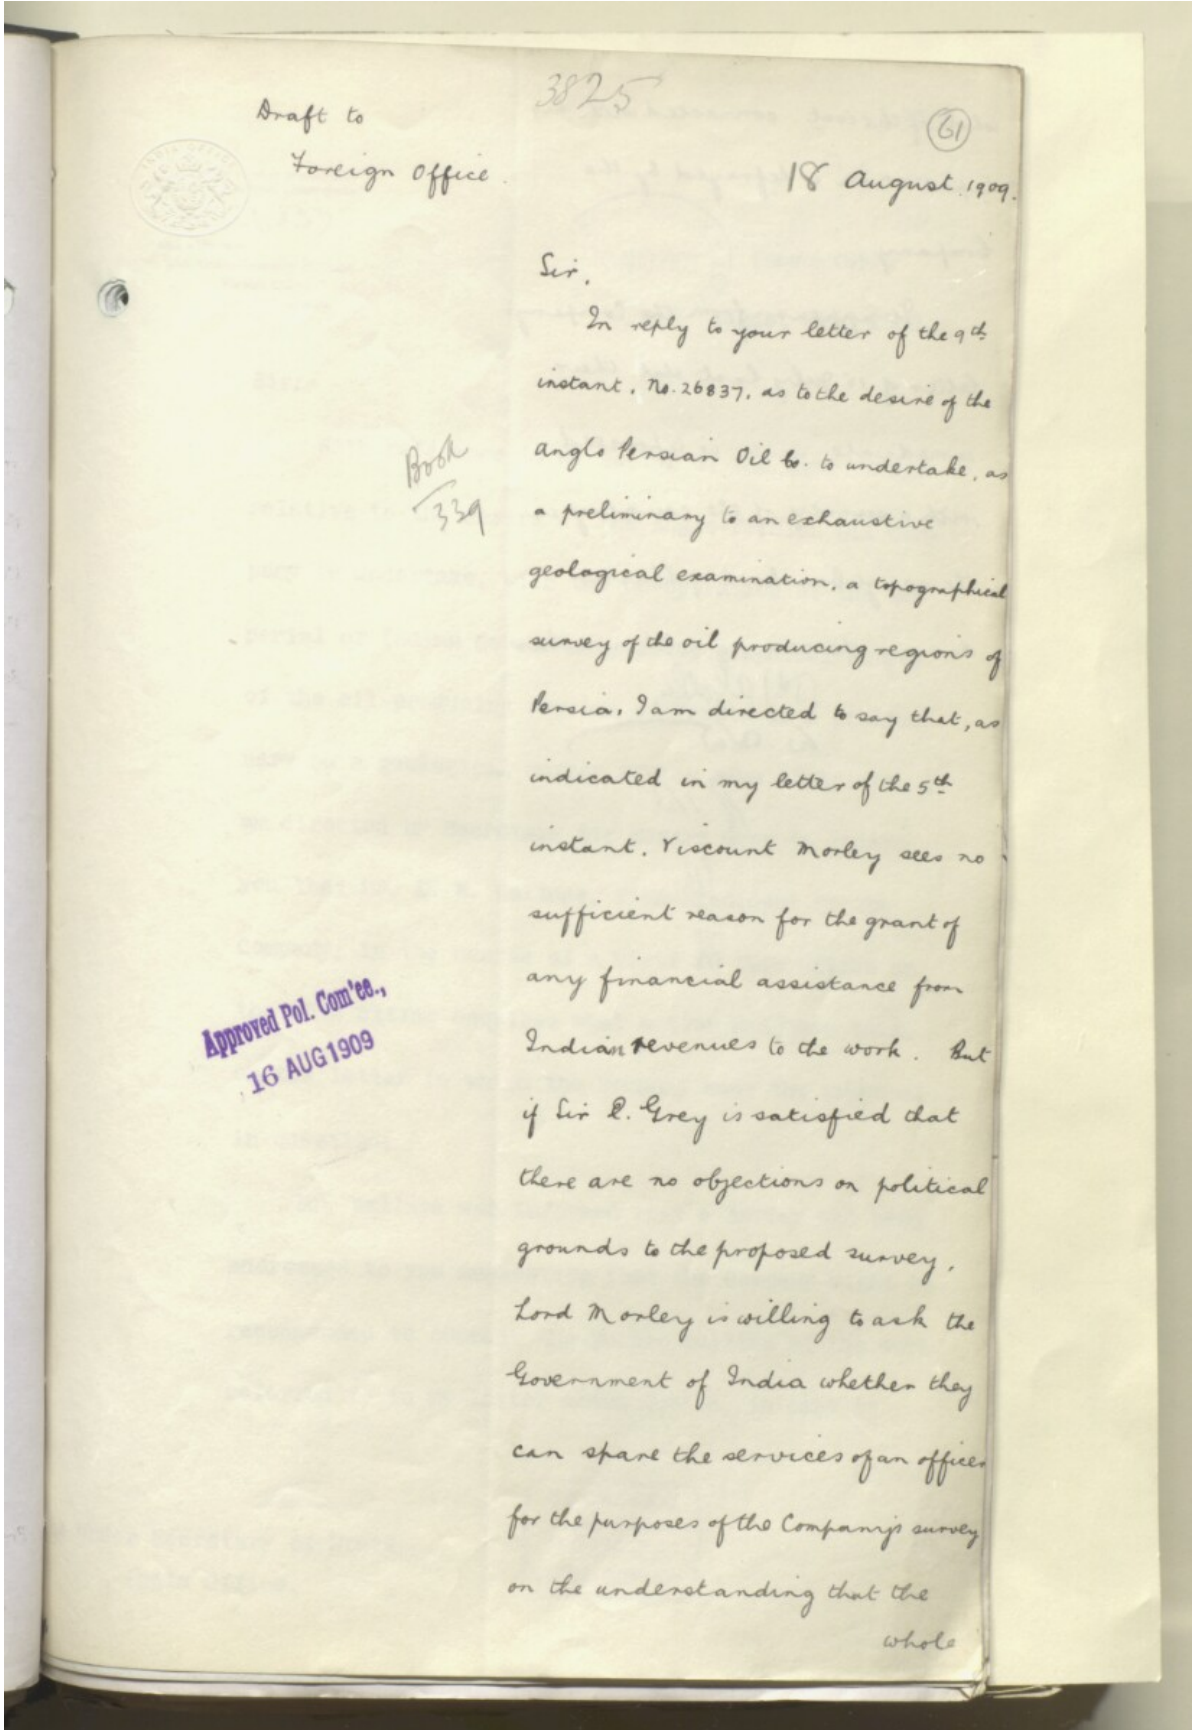 3825
61
Draft to
Foreign Office.
18 August 1909.
Sir,
In reply to your letter of the 9th
instant, No. 26837, as to the desire of the
Anglo Persian Oil Co. to undertake, as
a preliminary to an exhaustive
geological examination, a topographical
survey of the oil producing regions of
Persia, I am directed to say that, as
indicated in my letter of the 5th
instant, Viscount Morley sees no
sufficient reason for the grant of
any financial assistance from
Indian revenues to the work. But
if Sir E. Grey is satisfied that
there are no objections on political
grounds to the proposed survey,
Lord Morley is willing to ask the
Government of India whether they
can spare the services of an officer
for the purposes of the Company's survey
on the understanding that the
whole
Book
339
Approved Pol. Com'ee.,
16 AUG 1909